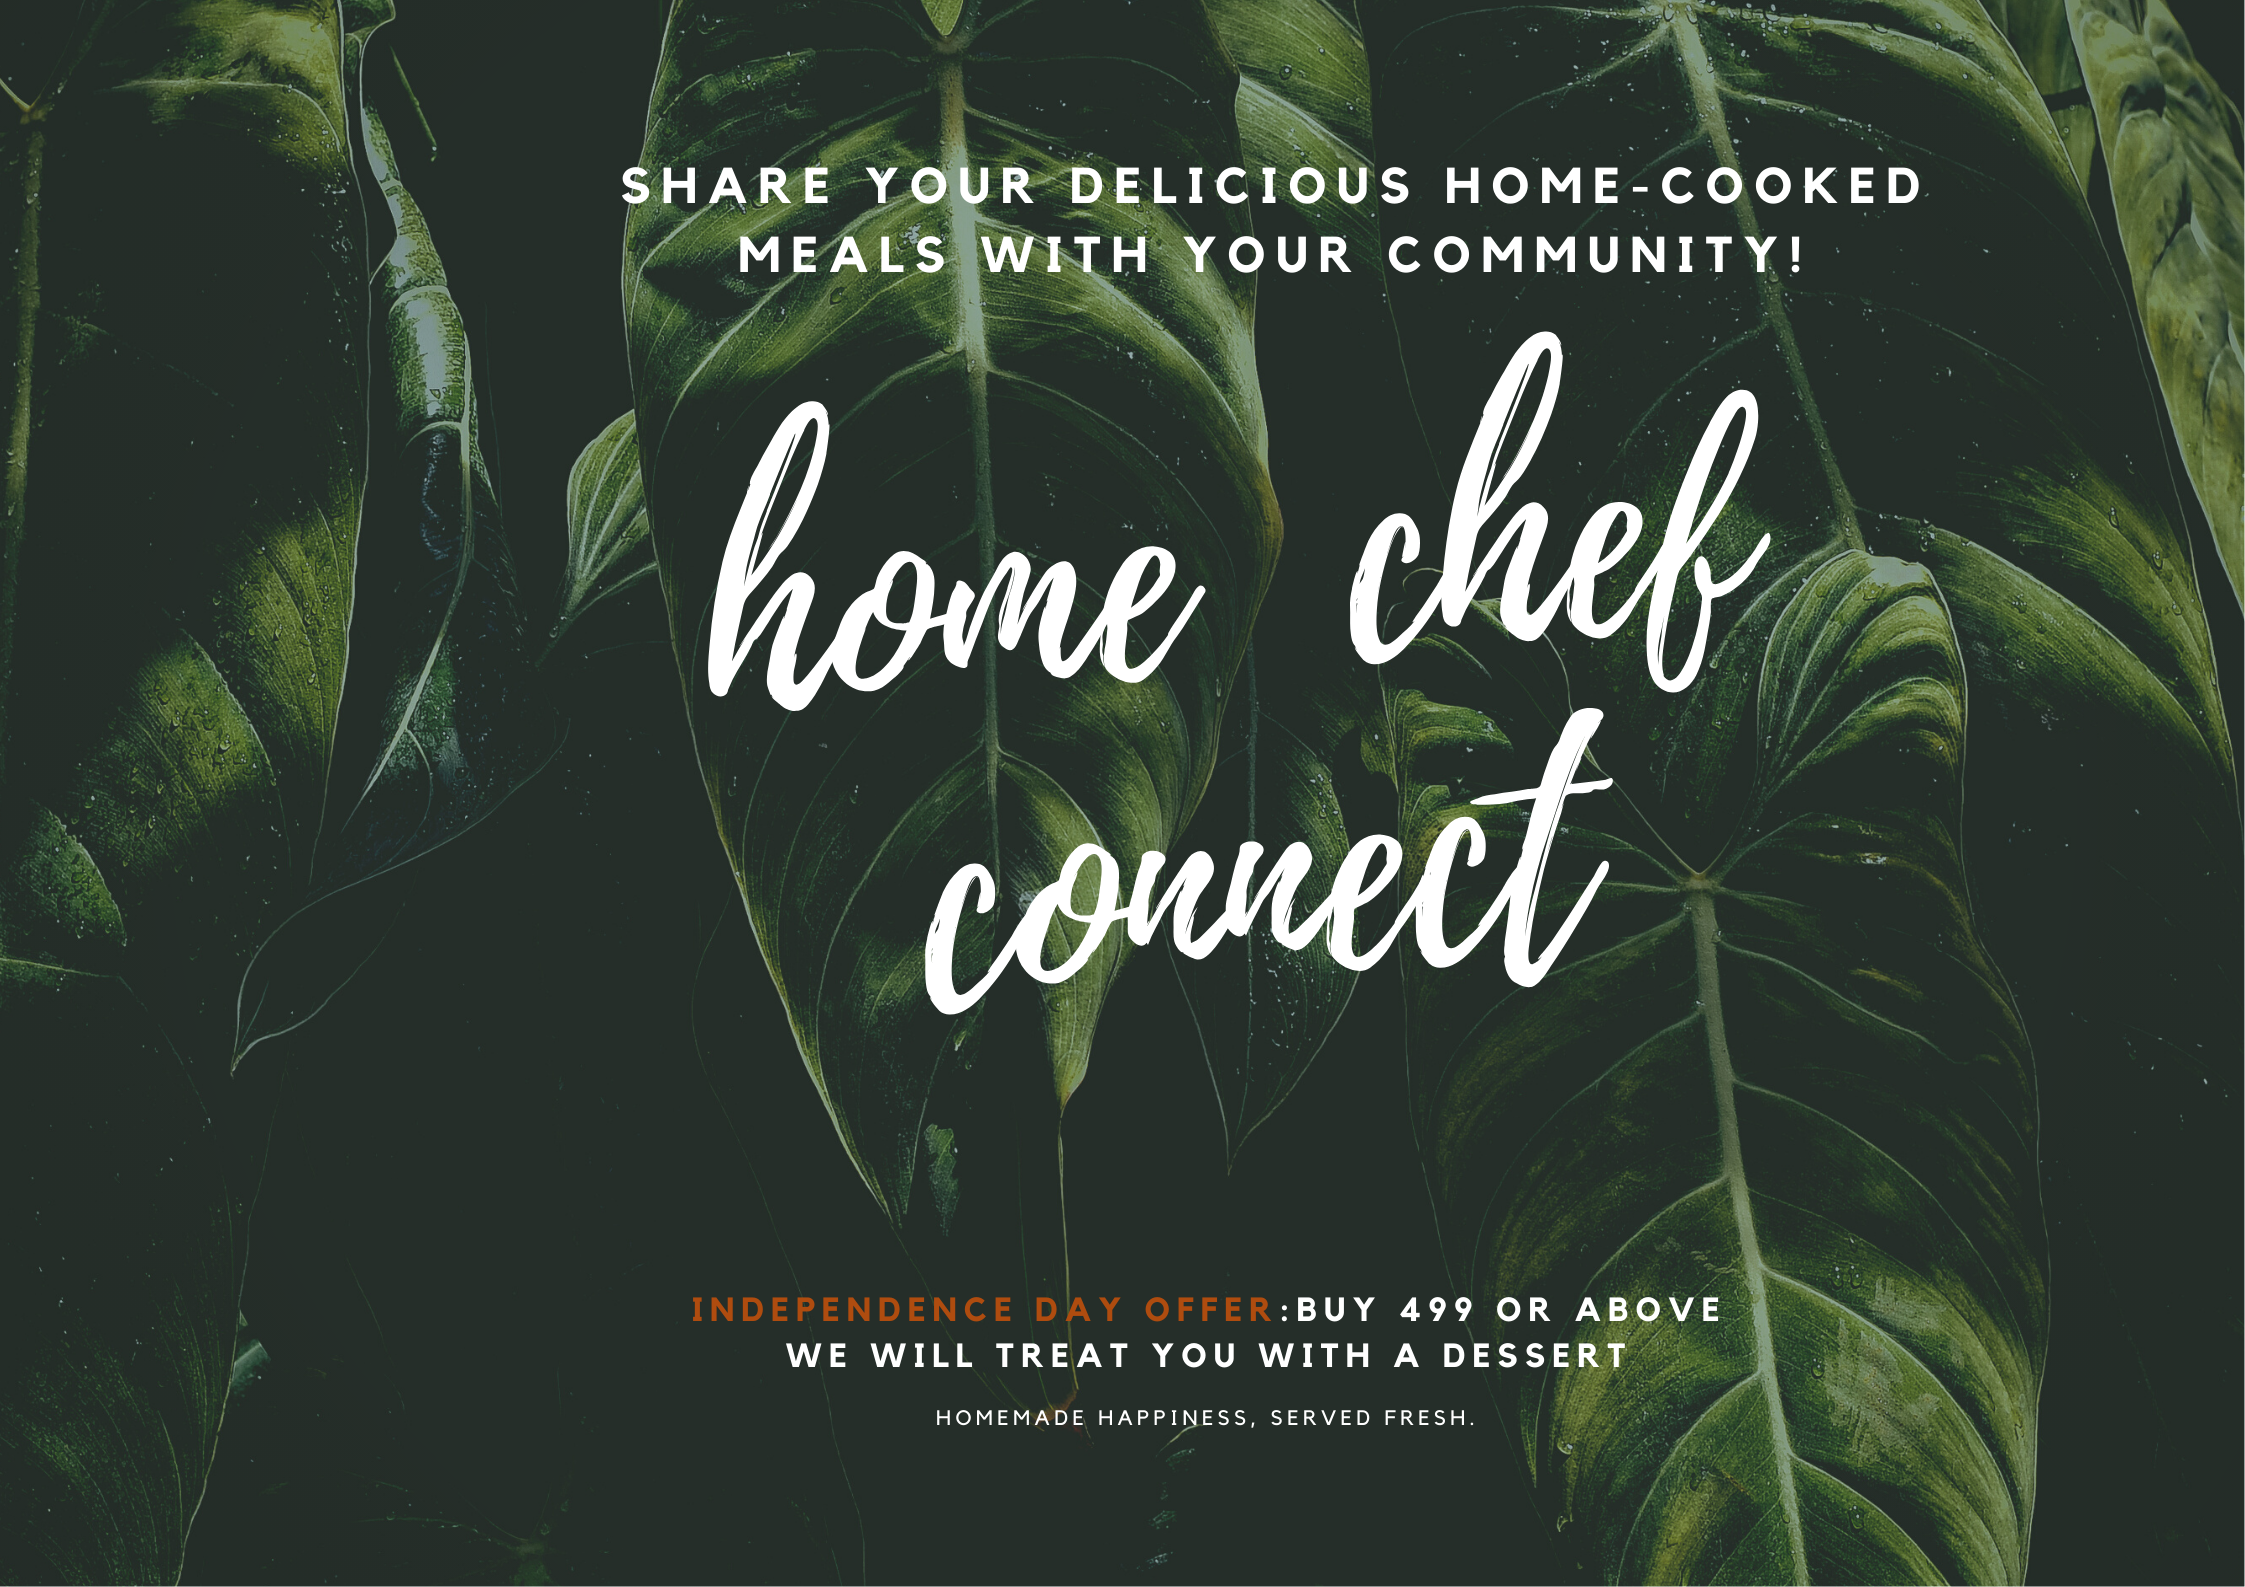 SHARE YOUR DELICIOUS HOME-COOKED
MEALS WITH YOUR COMMUNITY!
home chef
connect
INDEPENDENCE DAY OFFER:BUY 499 OR ABOVE
WE WILL TREAT YOU WITH A DESSERT
HOMEMADE HAPPINESS, SERVED FRESH.